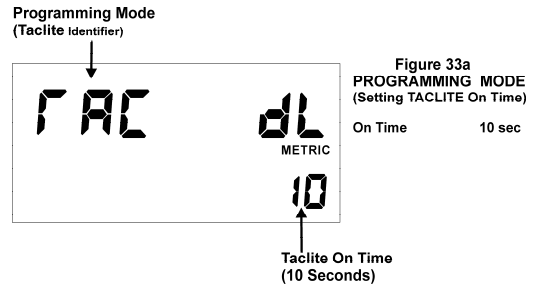 Programming Mode
(Taclite Identifier)
Figure 33a
PROGRAMMING MODE
(Setting TACLITE On Time)
On Time 10 sec
TAC dL
METRIC
10
Taclite On Time
(10 Seconds)